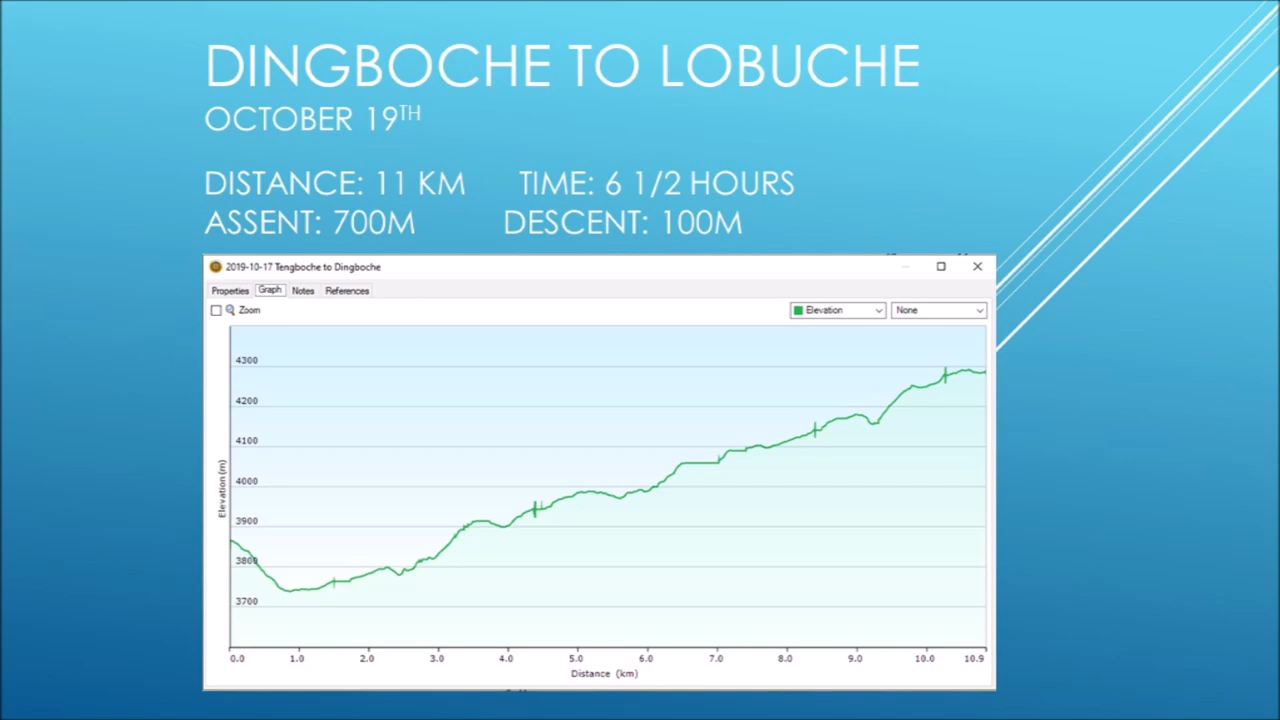 DINGBOCHE TO LOBUCHE
OCTOBER 19TH
DISTANCE: 11 KM TIME: 6 1/2 HOURS
ASSENT: 700M DESCENT: 100M
2019-10-17 Tengboche to Dingboche
Properties Graph Notes References
Zoom Elevation None
4300
4200
4100
4000
3900
3800
3700
Elevation (m)
0.0 1.0 2.0 3.0 4.0 5.0 6.0 7.0 8.0 9.0 10.0 10.9
Distance (km)